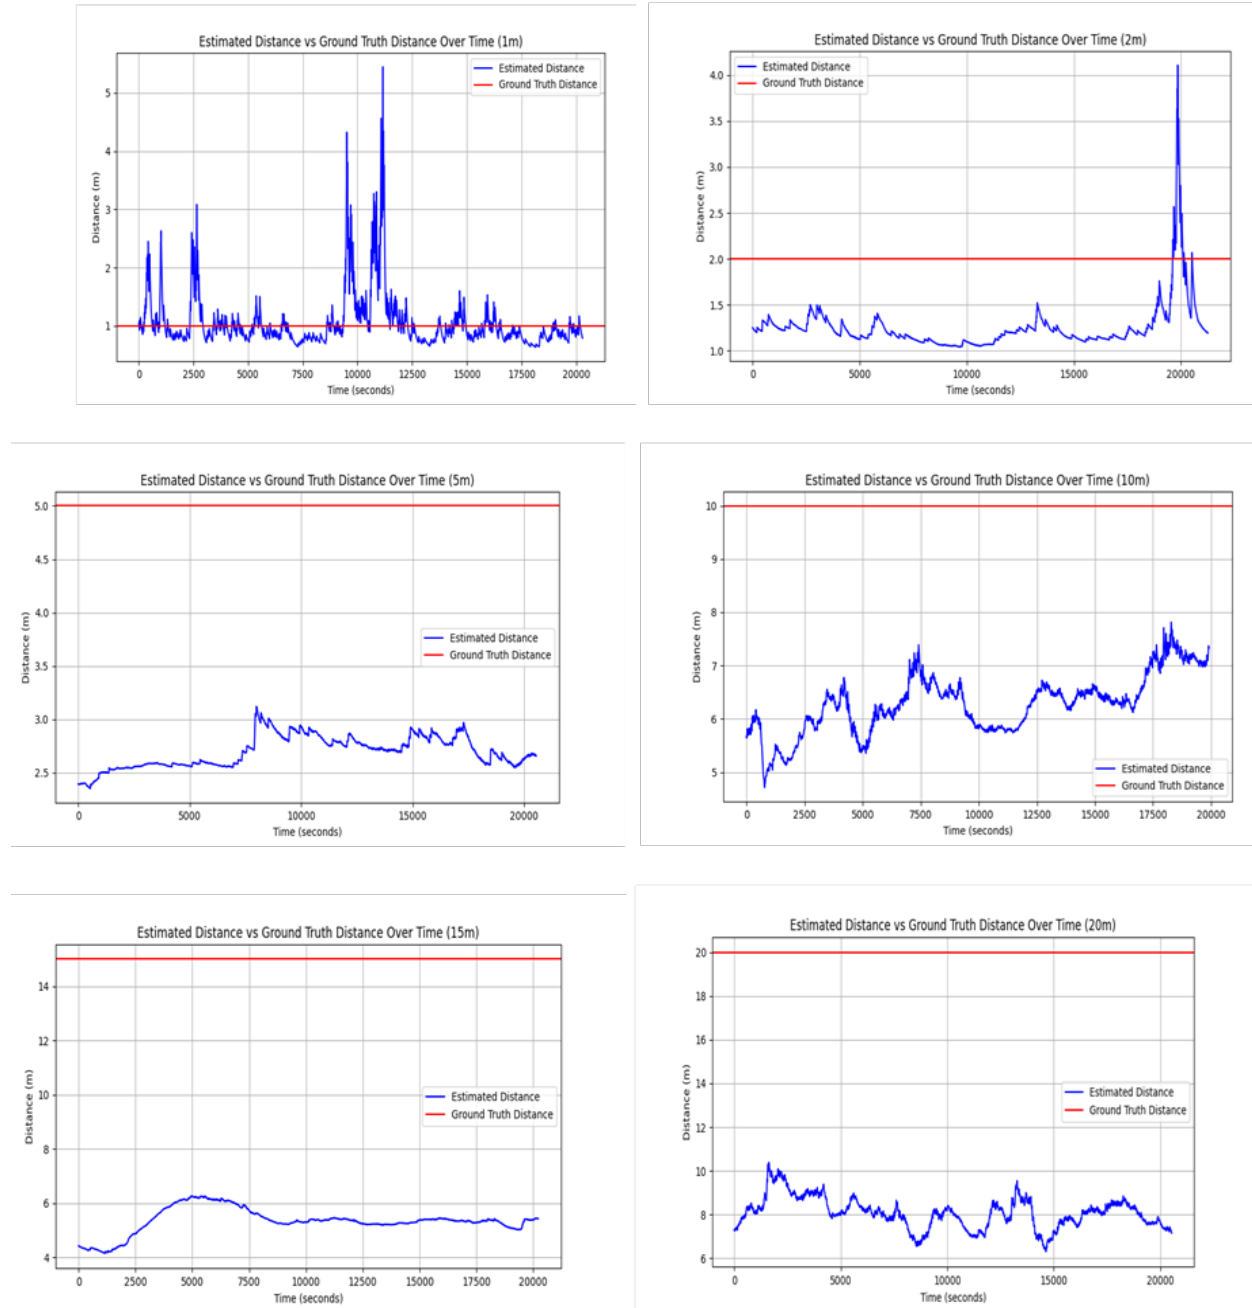 Estimated Distance vs Ground Truth Distance Over Time (1m)
Estimated Distance
Ground Truth Distance
5
4
3
2
1
Distance (m)
0 2500 5000 7500 10000 12500 15000 17500 20000
Time (seconds)
Estimated Distance vs Ground Truth Distance Over Time (2m)
Estimated Distance
Ground Truth Distance
4.0
3.5
3.0
2.5
2.0
1.5
1.0
Distance (m)
0 5000 10000 15000 20000
Time (seconds)
Estimated Distance vs Ground Truth Distance Over Time (5m)
5.0
4.5
4.0
3.5
3.0
2.5
Distance (m)
Estimated Distance
Ground Truth Distance
0 5000 10000 15000 20000
Time (seconds)
Estimated Distance vs Ground Truth Distance Over Time (10m)
10
9
8
7
6
5
Distance (m)
Estimated Distance
Ground Truth Distance
0 2500 5000 7500 10000 12500 15000 17500 20000
Time (seconds)
Estimated Distance vs Ground Truth Distance Over Time (15m)
14
12
10
8
6
4
Distance (m)
Estimated Distance
Ground Truth Distance
0 2500 5000 7500 10000 12500 15000 17500 20000
Time (seconds)
Estimated Distance vs Ground Truth Distance Over Time (20m)
20
18
16
14
12
10
8
6
Distance (m)
Estimated Distance
Ground Truth Distance
0 5000 10000 15000 20000
Time (seconds)